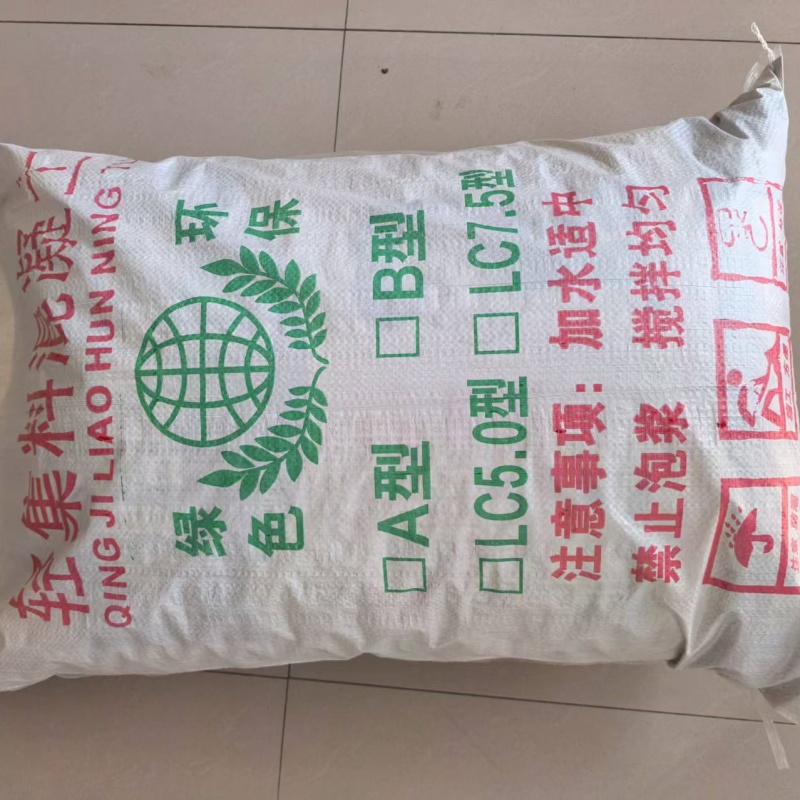 轻集料混凝土
QING JI LIAO HUN NING TU
绿色 环保
□A型 □B型
□LC5.0型 □LC7.5型
注意事项：加水适中
禁止泡浆 搅拌均匀